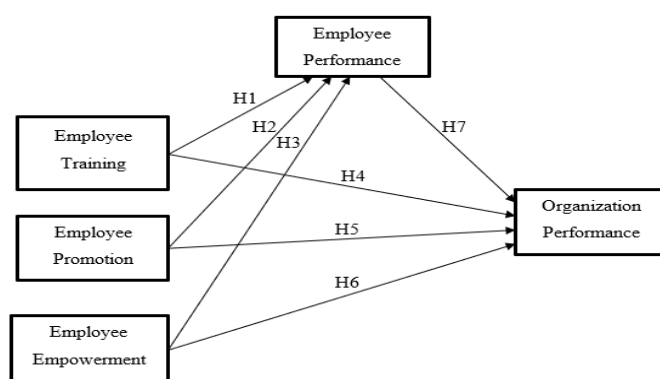 Employee
Performance
H1
H2
H3
H7
Employee
Training
H4
Organization
Performance
Employee
Promotion
H5
H6
Employee
Empowerment